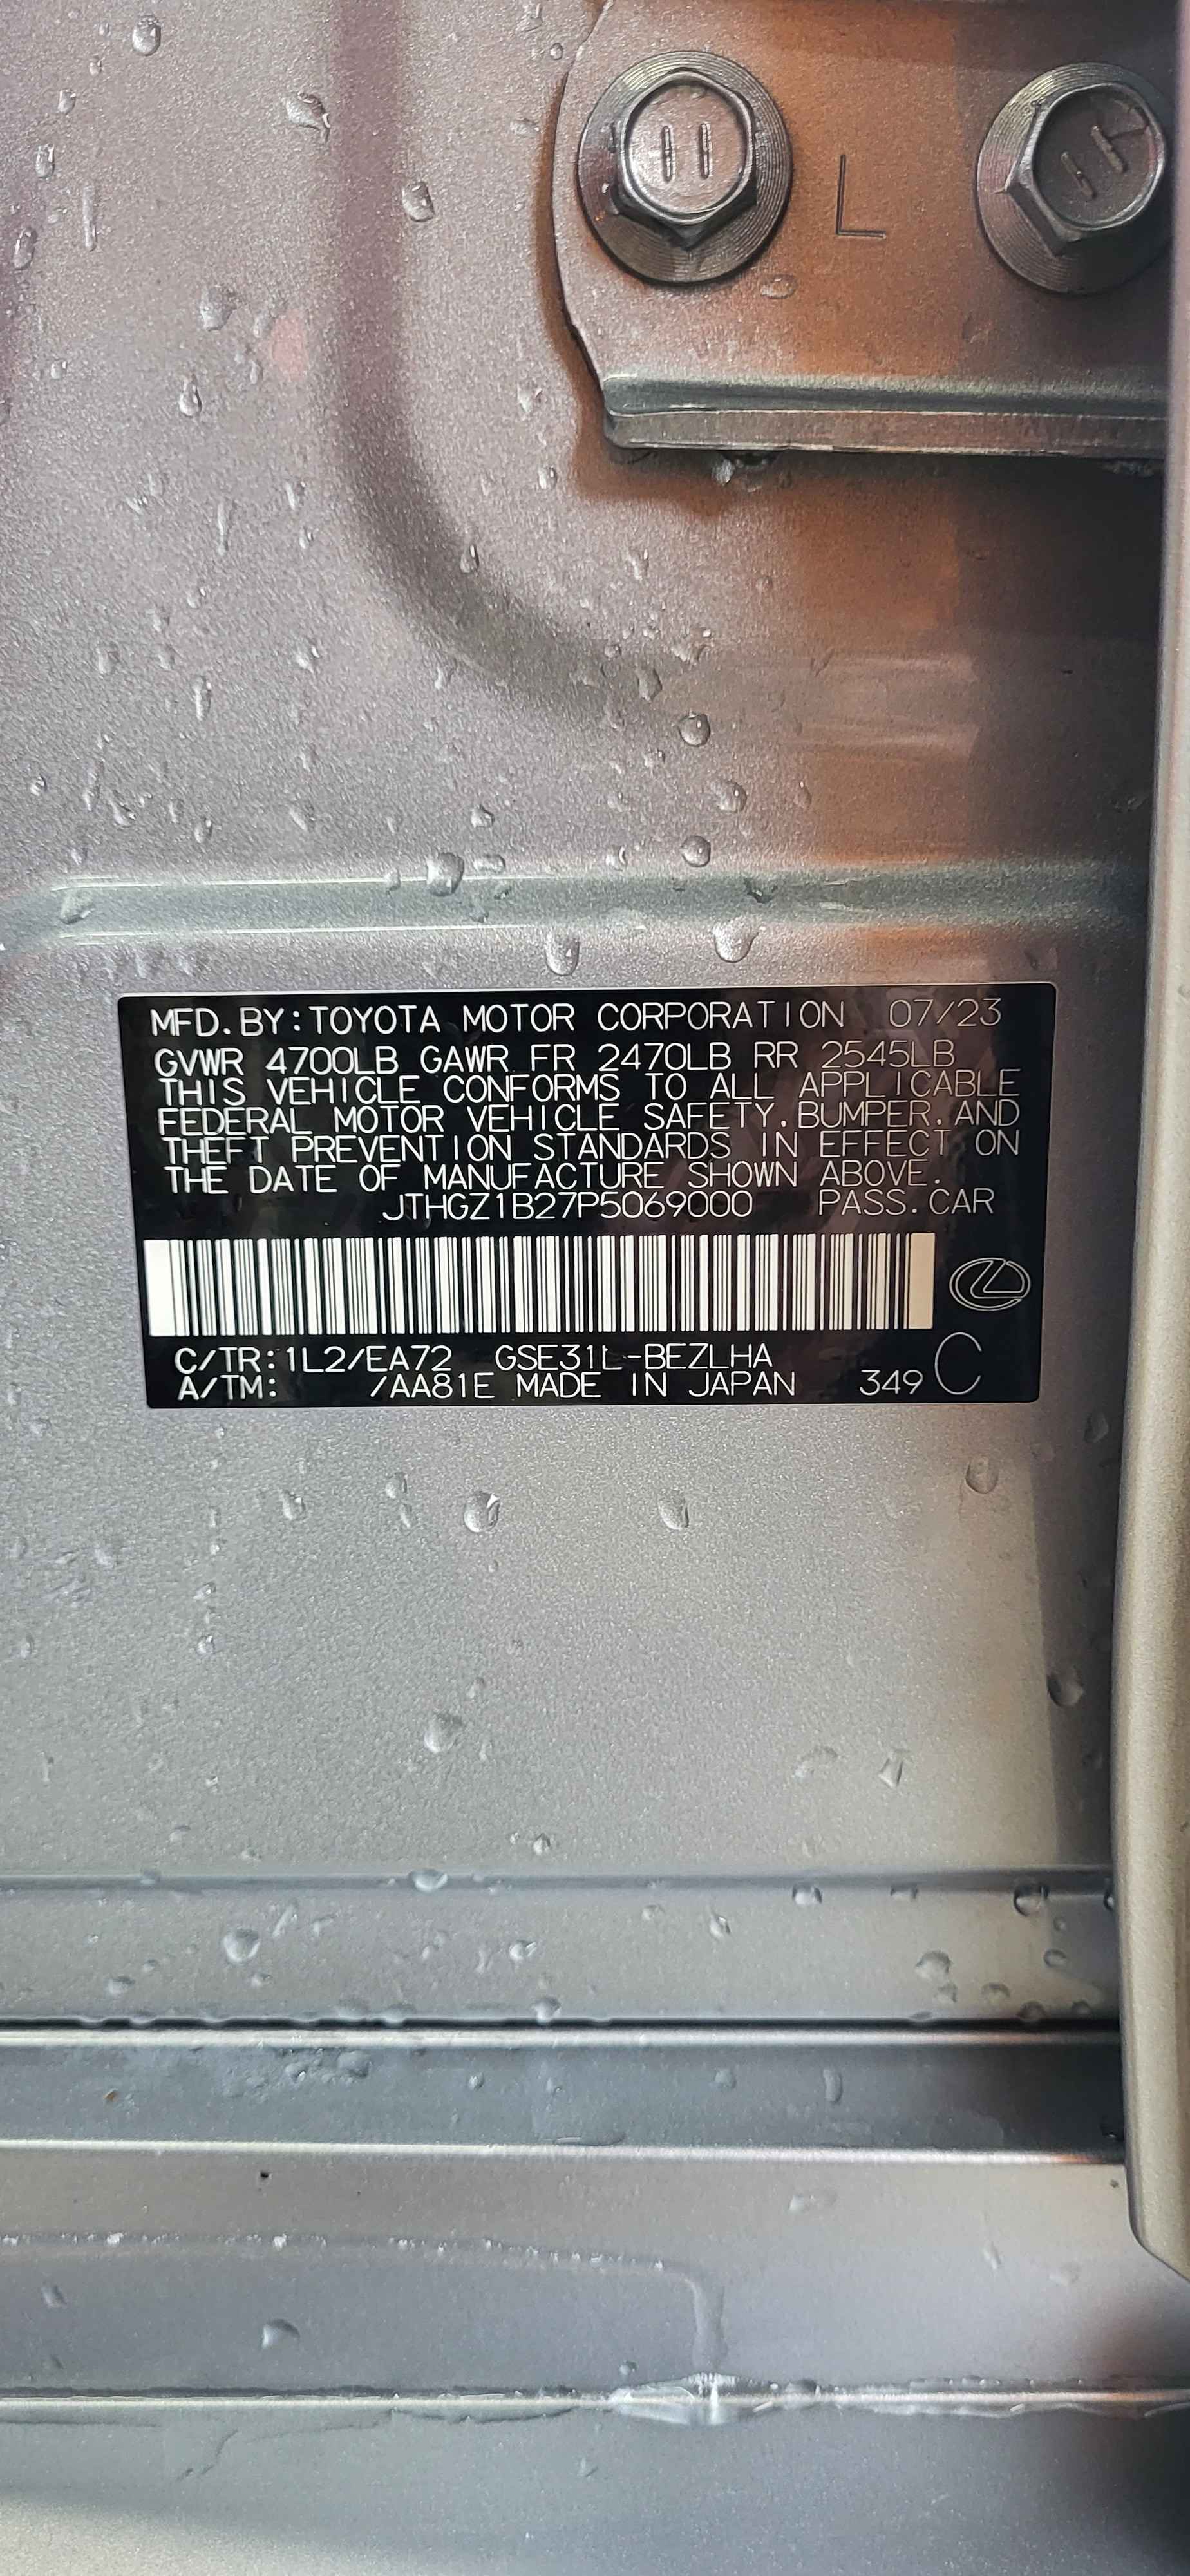 L
MFD.BY:TOYOTA MOTOR CORPORATION 07/23
GVWR 4700LB GAWR FR 2470LB RR 2545LB
THIS VEHICLE CONFORMS TO ALL APPLICABLE
FEDERAL MOTOR VEHICLE SAFETY,BUMPER,AND
THEFT PREVENTION STANDARDS IN EFFECT ON
THE DATE OF MANUFACTURE SHOWN ABOVE.
JTHGZ1B27P5069000 PASS.CAR
C/TR:1L2/EA72 GSE31L-BEZLHA
A/TM: /AA81E MADE IN JAPAN 349 C